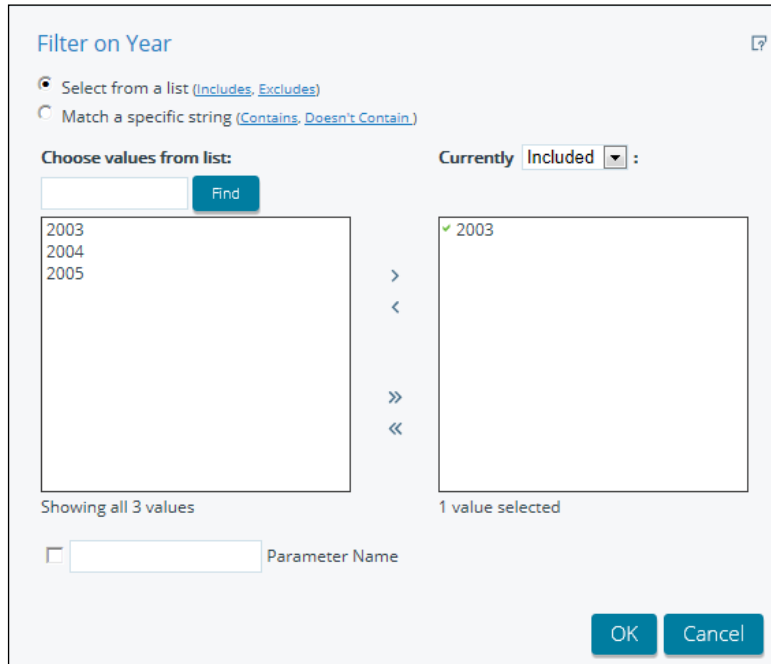 Filter on Year
Select from a list (Includes, Excludes)
Match a specific string (Contains, Doesn't Contain )
Choose values from list:
Find
2003
2004
2005
Showing all 3 values
Currently Included :
2003
1 value selected
>
<
»
«
Parameter Name
OK Cancel